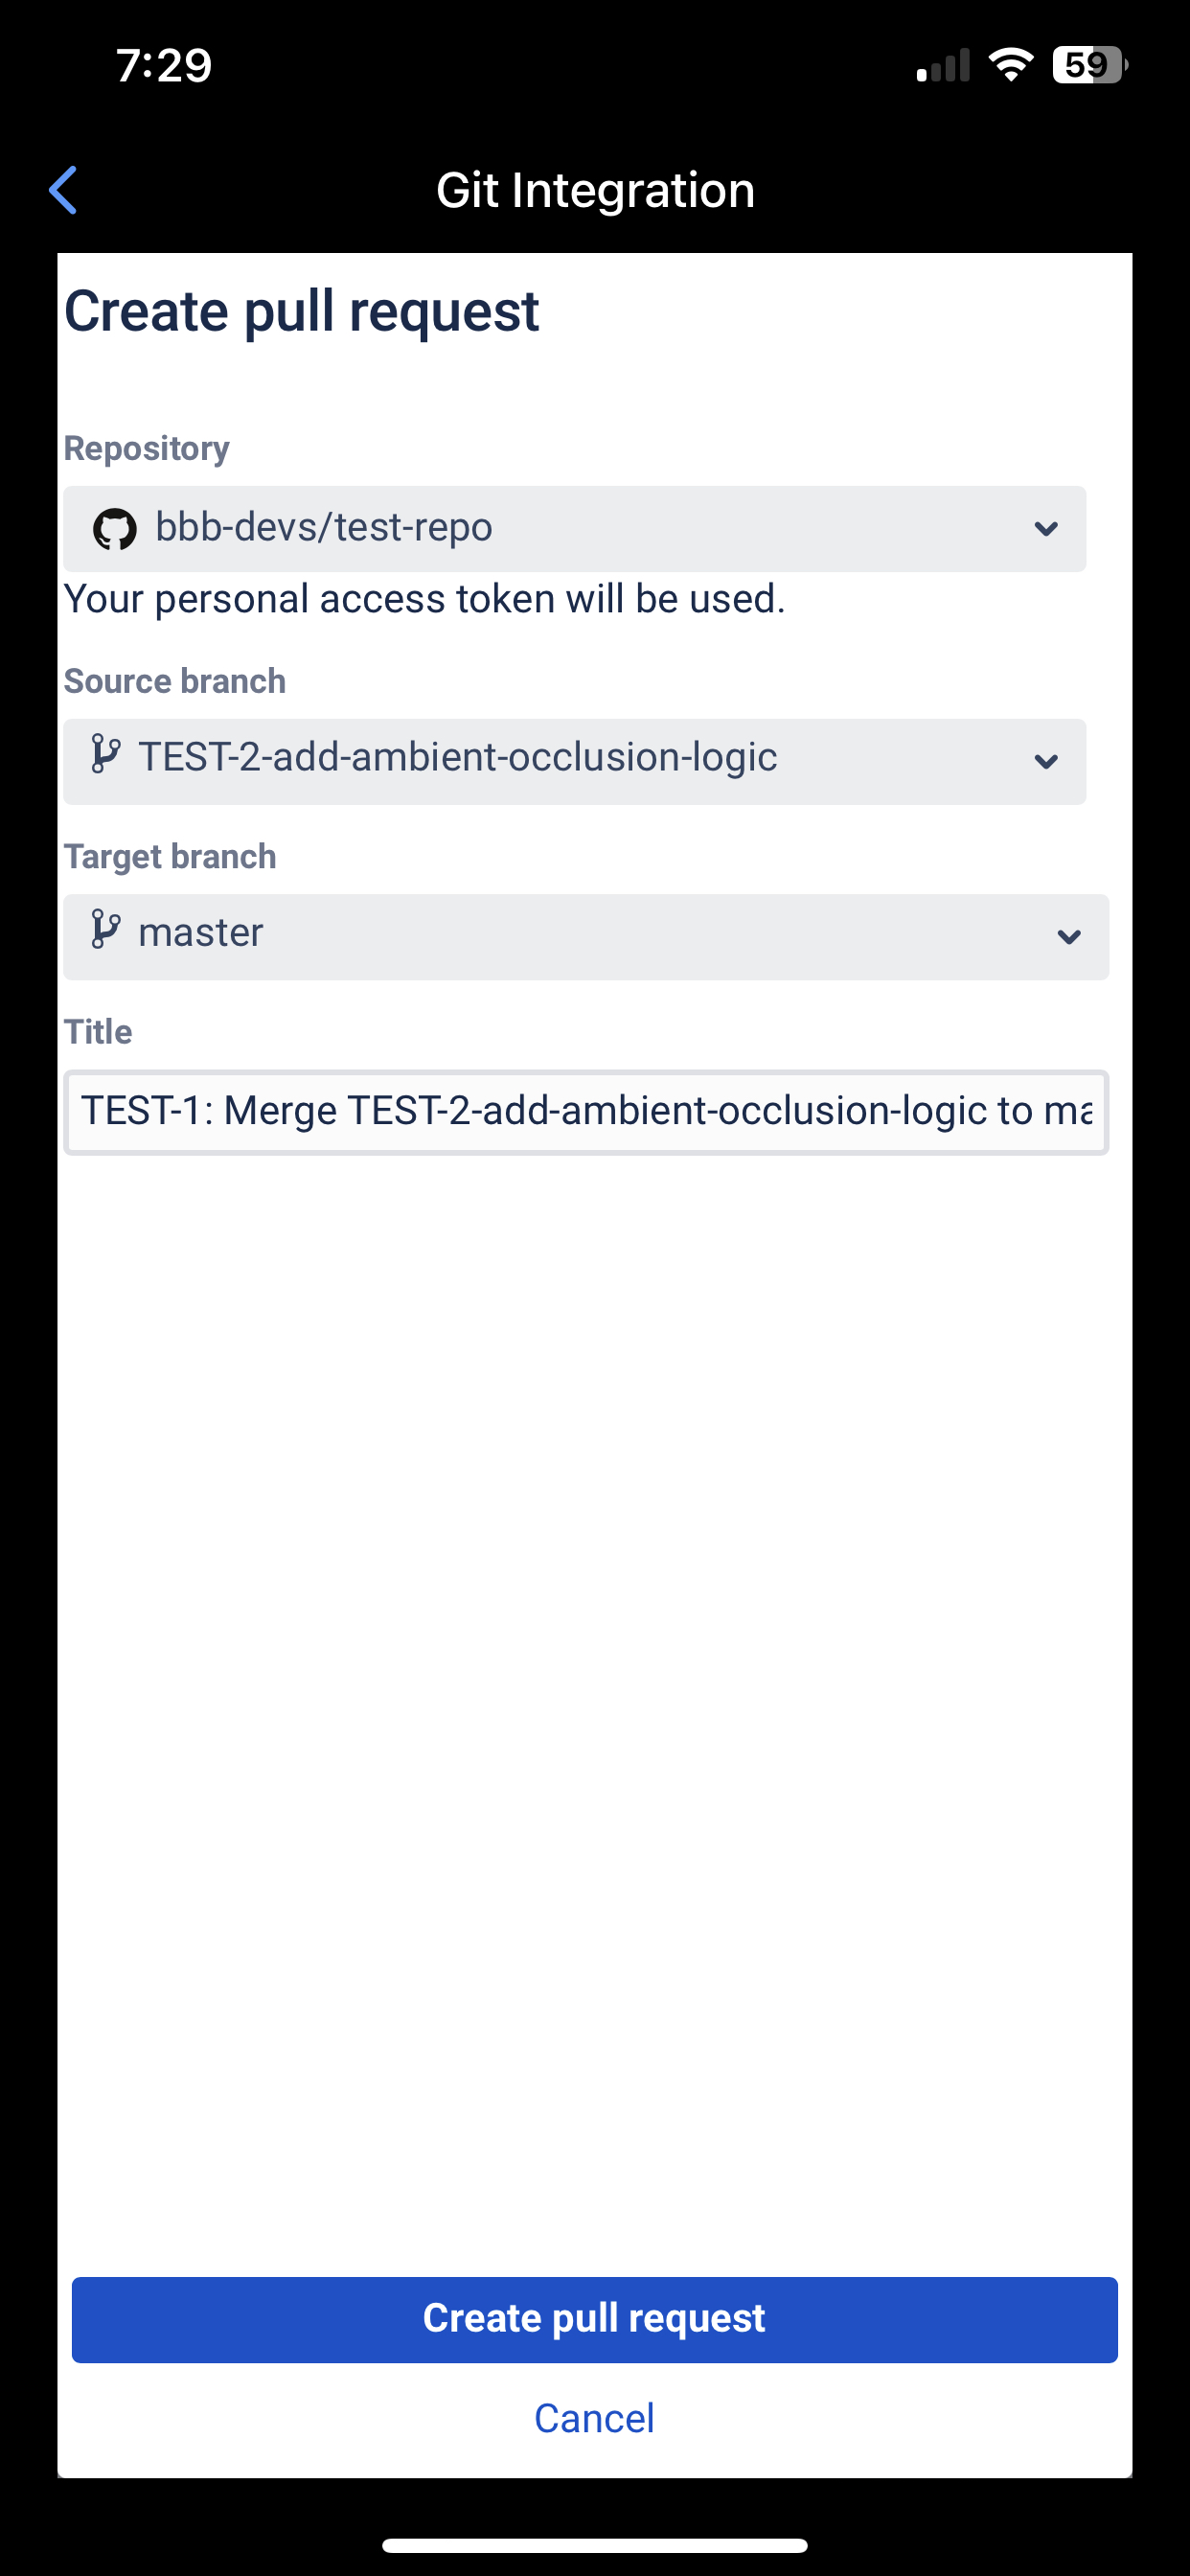 7:29
59
Git Integration
Create pull request
Repository
bbb-devs/test-repo
Your personal access token will be used.
Source branch
TEST-2-add-ambient-occlusion-logic
Target branch
master
Title
TEST-1: Merge TEST-2-add-ambient-occlusion-logic to ma
Create pull request
Cancel